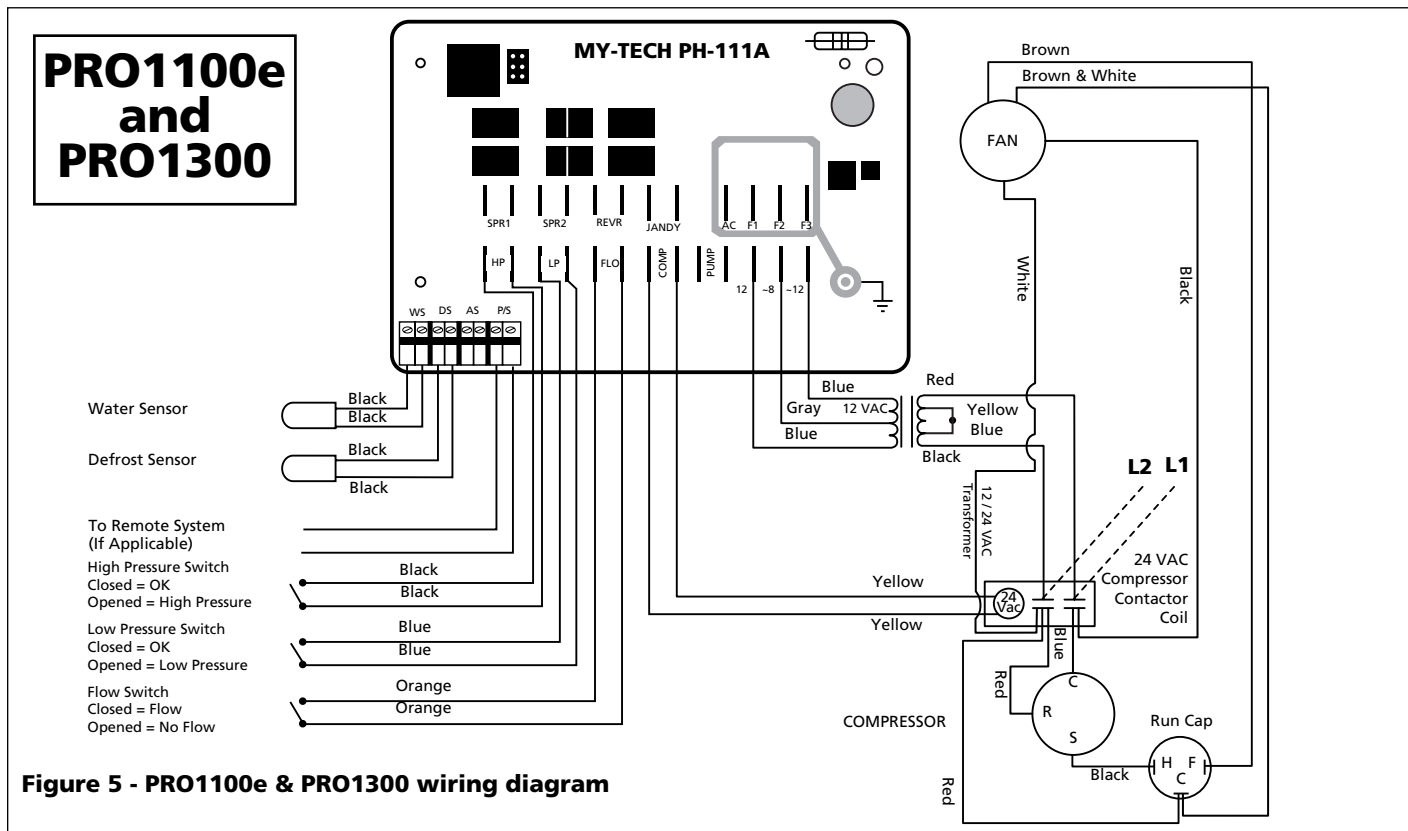 PRO1100e
and
PRO1300
MY-TECH PH-111A
SPR1
SPR2
REVR
JANDY
AC
F1
F2
F3
HP
LP
FLO
COMP
PUMP
12
~8
~12
WS
DS
AS
P/S
Brown
Brown & White
FAN
White
Black
Water Sensor
Black
Black
Defrost Sensor
Black
Black
Blue
Gray
12 VAC
Blue
Red
Yellow
Blue
Black
L2
L1
12 / 24 VAC
Transformer
To Remote System
(If Applicable)
High Pressure Switch
Closed = OK
Opened = High Pressure
Black
Black
Low Pressure Switch
Closed = OK
Opened = Low Pressure
Blue
Blue
Flow Switch
Closed = Flow
Opened = No Flow
Orange
Orange
Yellow
Yellow
24
Vac
24 VAC
Compressor
Contactor
Coil
Blue
Red
C
R
S
COMPRESSOR
Run Cap
H
F
C
Black
Red
Figure 5 - PRO1100e & PRO1300 wiring diagram